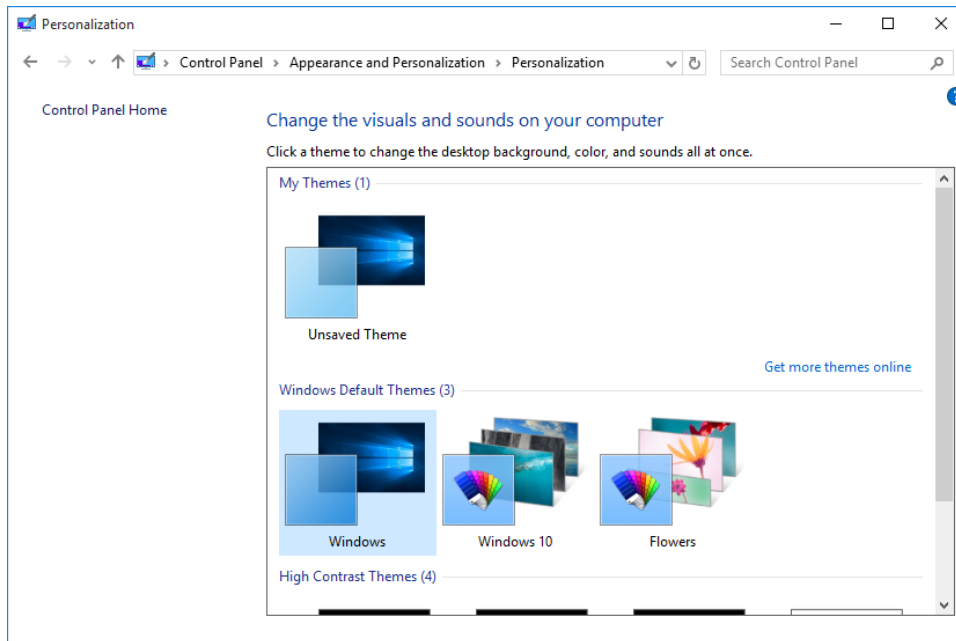 Personalization
Control Panel > Appearance and Personalization > Personalization
Search Control Panel
Control Panel Home
?
Change the visuals and sounds on your computer
Click a theme to change the desktop background, color, and sounds all at once.
My Themes (1)
Unsaved Theme
Get more themes online
Windows Default Themes (3)
Windows
Windows 10
Flowers
High Contrast Themes (4)